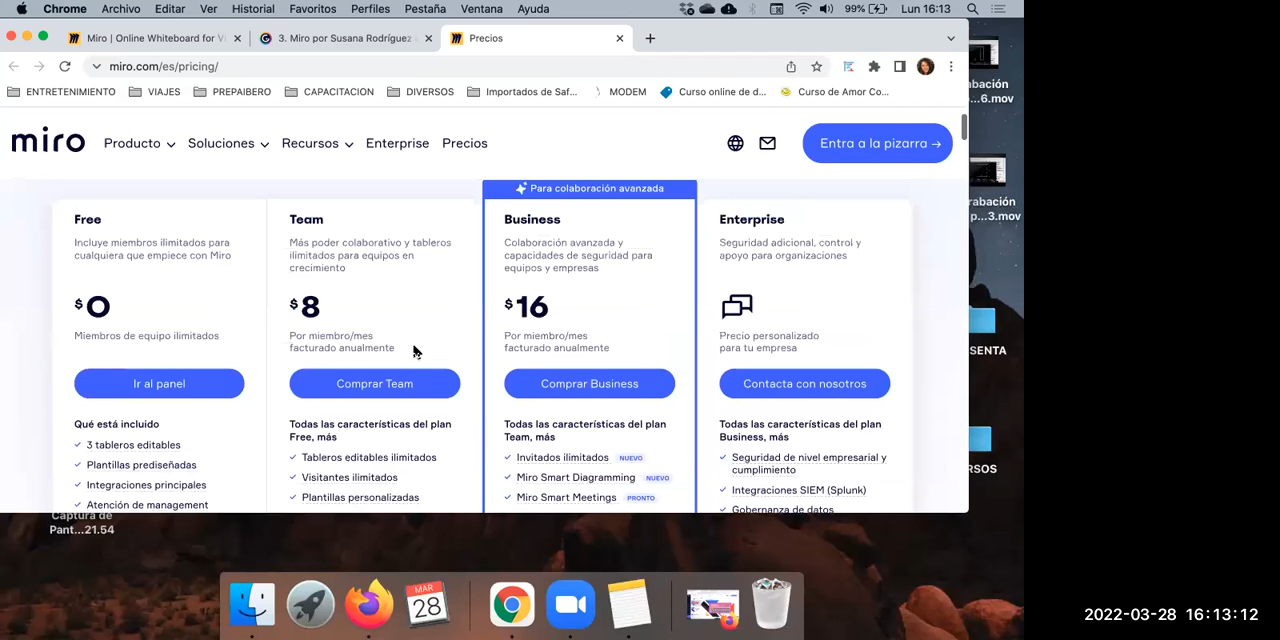 Chrome Archivo Editar Ver Historial Favoritos Perfiles Pestaña Ventana Ayuda 99% Lun 16:13
Miro | Online Whiteboard for Vi 3. Miro por Susana Rodríguez Precios
miro.com/es/pricing/
ENTRETENIMIENTO VIAJES PREPAIBERO CAPACITACION DIVERSOS Importados de Saf... MODEM Curso online de d... Curso de Amor Co...
miro Producto Soluciones Recursos Enterprise Precios Entra a la pizarra →
Para colaboración avanzada
Free Team Business Enterprise
Incluye miembros ilimitados para Más poder colaborativo y tableros Colaboración avanzada y Seguridad adicional, control y
cualquiera que empiece con Miro ilimitados para equipos en capacidades de seguridad para apoyo para organizaciones
crecimiento equipos y empresas
$0 $8 $16
Miembros de equipo ilimitados Por miembro/mes Por miembro/mes Precio personalizado
facturado anualmente facturado anualmente para tu empresa
Ir al panel Comprar Team Comprar Business Contacta con nosotros
Qué está incluido Todas las características del plan Todas las características del plan Todas las características del plan
Free, más Team, más Business, más
3 tableros editables Tableros editables ilimitados Invitados ilimitados NUEVO Seguridad de nivel empresarial y
cumplimiento
Plantillas prediseñadas Visitantes ilimitados Miro Smart Diagramming NUEVO
Integraciones principales Plantillas personalizadas Miro Smart Meetings PRONTO Integraciones SIEM (Splunk)
Atención de management Gobernanza de datos
abación
6.mov
rabación
p...3.mov
SENTA
RSOS
Captura de
Pant...21.54
MAR
28
2022-03-28 16:13:12